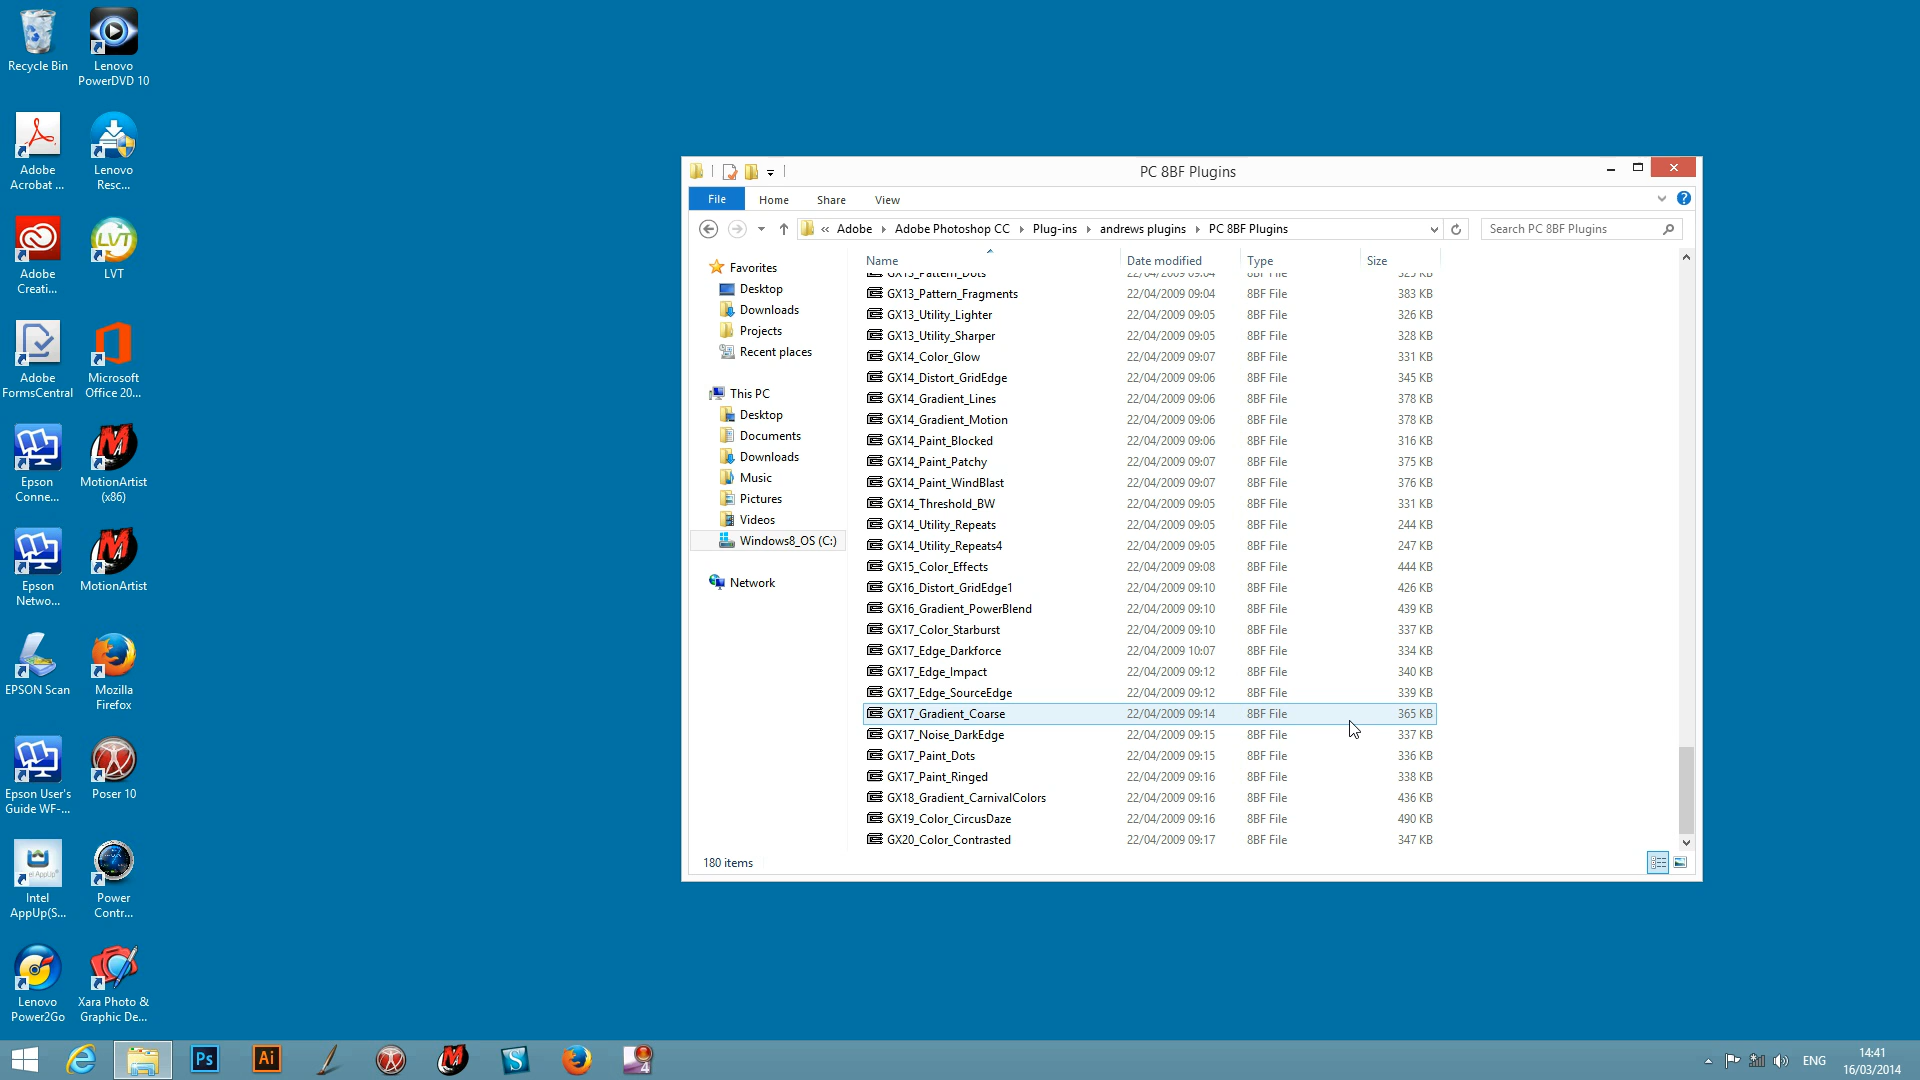 Recycle Bin
Lenovo
PowerDVD 10
Adobe
Acrobat ...
Lenovo
Resc...
Adobe
Creati...
LVT
LVT
Adobe
FormsCentral
Microsoft
Office 20...
Epson
Conne...
MotionArtist
(x86)
Epson
Netwo...
MotionArtist
EPSON Scan
Mozilla
Firefox
Epson User's
Guide WF-...
Poser 10
Intel
AppUp(S...
Power
Contr...
Lenovo
Power2Go
Xara Photo &
Graphic De...
PC 8BF Plugins
File Home Share View
« Adobe Adobe Photoshop CC Plug-ins andrews plugins PC 8BF Plugins
Search PC 8BF Plugins
Favorites
Desktop
Downloads
Projects
Recent places
This PC
Desktop
Documents
Downloads
Music
Pictures
Videos
Windows8_OS (C:)
Network
Name Date modified Type Size
GX13_Pattern_Dots 22/04/2009 09:04 8BF File 325 KB
GX13_Pattern_Fragments 22/04/2009 09:04 8BF File 383 KB
GX13_Utility_Lighter 22/04/2009 09:05 8BF File 326 KB
GX13_Utility_Sharper 22/04/2009 09:05 8BF File 328 KB
GX14_Color_Glow 22/04/2009 09:07 8BF File 331 KB
GX14_Distort_GridEdge 22/04/2009 09:06 8BF File 345 KB
GX14_Gradient_Lines 22/04/2009 09:06 8BF File 378 KB
GX14_Gradient_Motion 22/04/2009 09:06 8BF File 378 KB
GX14_Paint_Blocked 22/04/2009 09:06 8BF File 316 KB
GX14_Paint_Patchy 22/04/2009 09:07 8BF File 375 KB
GX14_Paint_WindBlast 22/04/2009 09:07 8BF File 376 KB
GX14_Threshold_BW 22/04/2009 09:05 8BF File 331 KB
GX14_Utility_Repeats 22/04/2009 09:05 8BF File 244 KB
GX14_Utility_Repeats4 22/04/2009 09:05 8BF File 247 KB
GX15_Color_Effects 22/04/2009 09:08 8BF File 444 KB
GX16_Distort_GridEdge1 22/04/2009 09:10 8BF File 426 KB
GX16_Gradient_PowerBlend 22/04/2009 09:10 8BF File 439 KB
GX17_Color_Starburst 22/04/2009 09:10 8BF File 337 KB
GX17_Edge_Darkforce 22/04/2009 10:07 8BF File 334 KB
GX17_Edge_Impact 22/04/2009 09:12 8BF File 340 KB
GX17_Edge_SourceEdge 22/04/2009 09:12 8BF File 339 KB
GX17_Gradient_Coarse 22/04/2009 09:14 8BF File 365 KB
GX17_Noise_DarkEdge 22/04/2009 09:15 8BF File 337 KB
GX17_Paint_Dots 22/04/2009 09:15 8BF File 336 KB
GX17_Paint_Ringed 22/04/2009 09:16 8BF File 338 KB
GX18_Gradient_CarnivalColors 22/04/2009 09:16 8BF File 436 KB
GX19_Color_CircusDaze 22/04/2009 09:16 8BF File 490 KB
GX20_Color_Contrasted 22/04/2009 09:17 8BF File 347 KB
180 items
Ps Ai S 4
ENG
14:41
16/03/2014